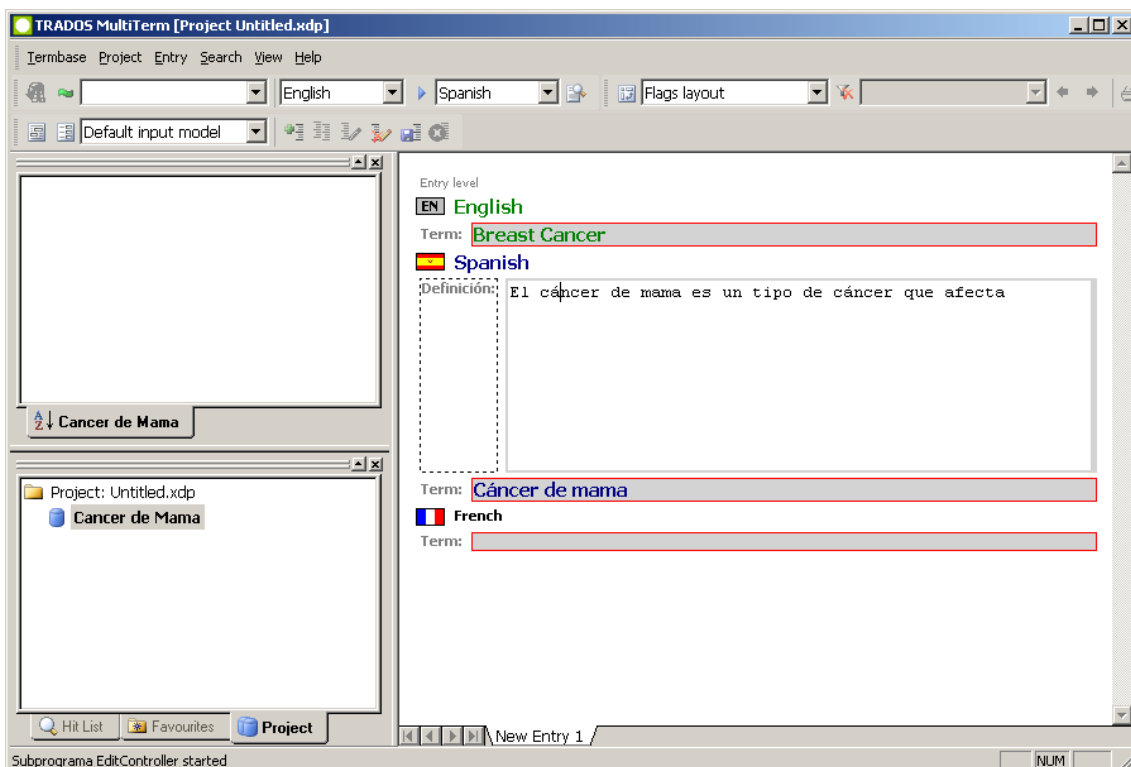 TRADOS MultiTerm [Project Untitled.xdp]
Termbase Project Entry Search View Help
English Spanish Flags layout
Default input model
Cancer de Mama
Project: Untitled.xdp
Cancer de Mama
Hit List Favourites Project
Entry level
EN English
Term: Breast Cancer
Spanish
Definición: El cáncer de mama es un tipo de cáncer que afecta
Term: Cáncer de mama
French
Term:
New Entry 1
Subprograma EditController started
NUM